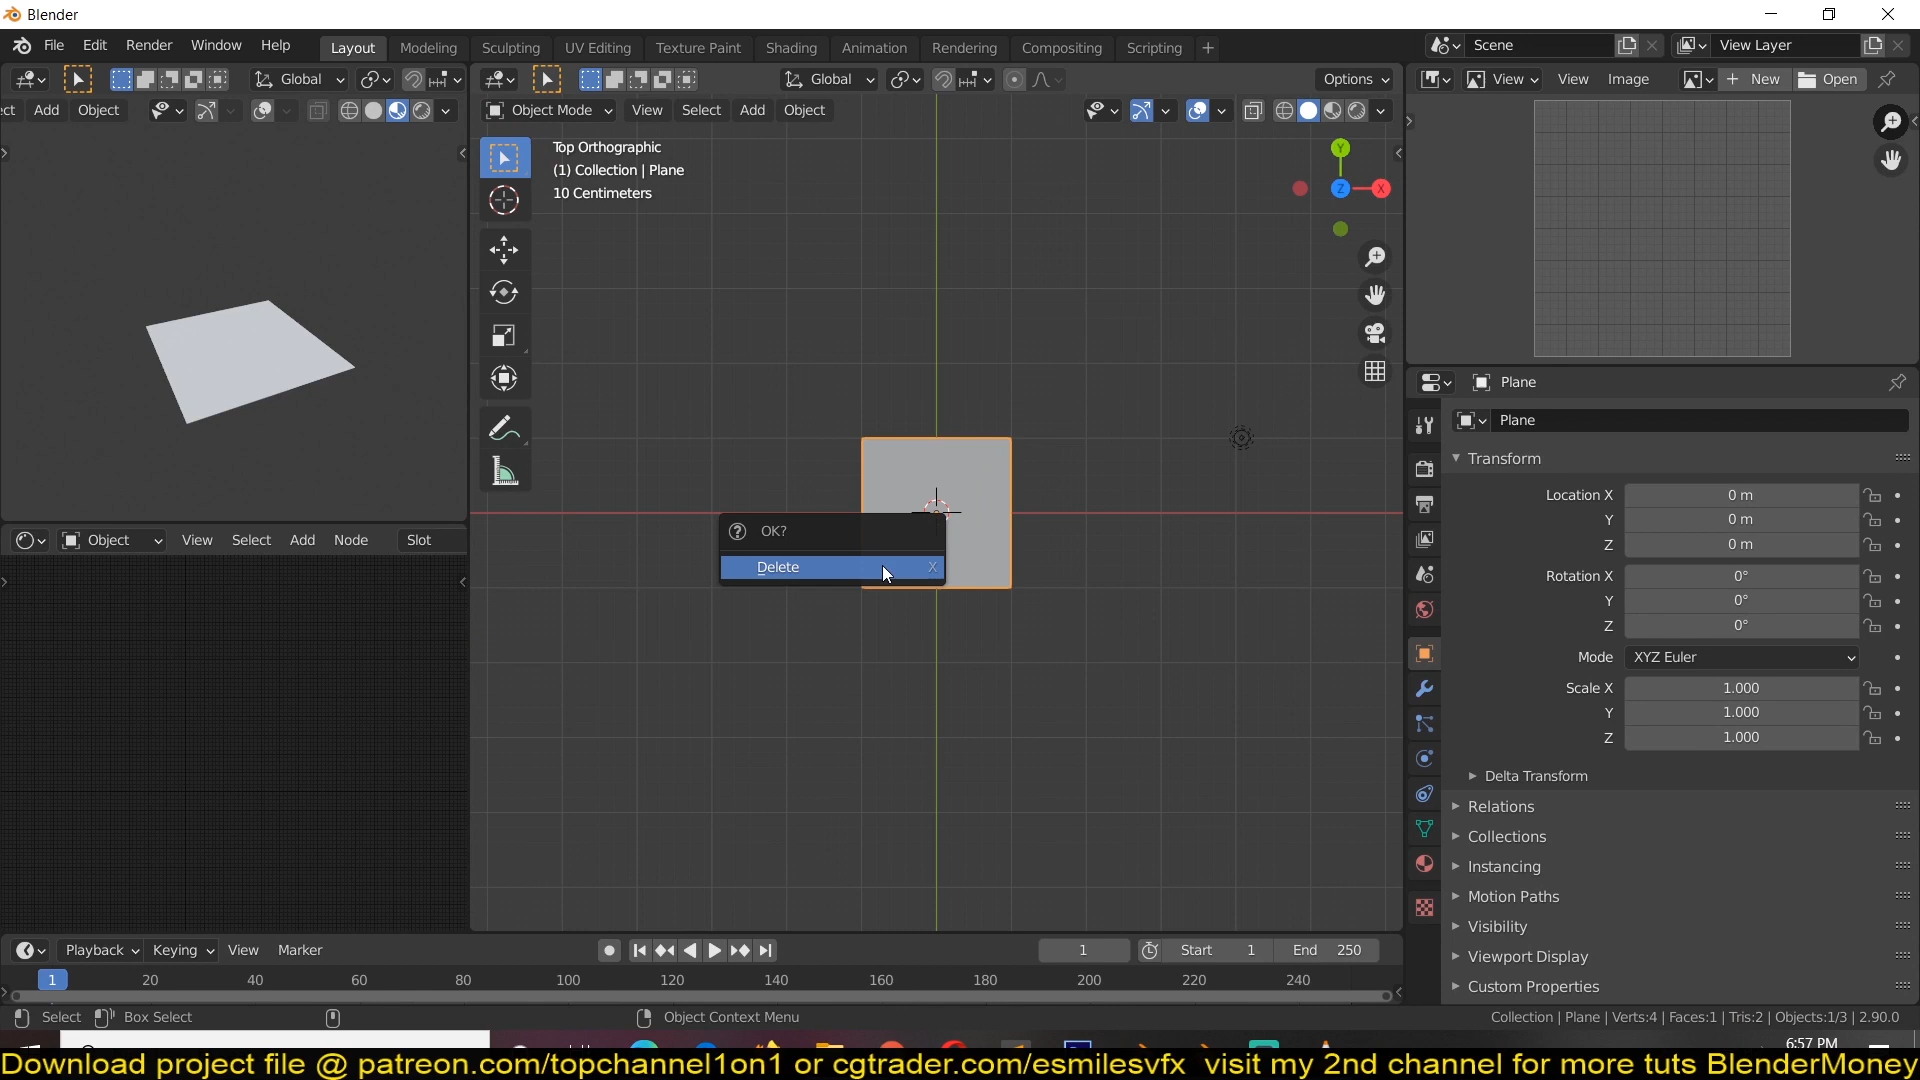 Blender
File Edit Render Window Help Layout Modeling Sculpting UV Editing Texture Paint Shading Animation Rendering Compositing Scripting + Scene View Layer
Global Global Options View View Image + New Open
ct Add Object Object Mode View Select Add Object
Top Orthographic
(1) Collection | Plane
10 Centimeters
Y
Z X
OK?
Delete X
Plane
Plane
Transform
Location X 0 m
Y 0 m
Z 0 m
Rotation X 0°
Y 0°
Z 0°
Mode XYZ Euler
Scale X 1.000
Y 1.000
Z 1.000
Delta Transform
Relations
Collections
Instancing
Motion Paths
Visibility
Viewport Display
Custom Properties
Object View Select Add Node Slot
Playback Keying View Marker 1 Start 1 End 250
1 20 40 60 80 100 120 140 160 180 200 220 240
Select Box Select Object Context Menu Collection | Plane | Verts:4 | Faces:1 | Tris:2 | Objects:1/3 | 2.90.0
6:57 PM
Download project file @ patreon.com/topchannel1on1 or cgtrader.com/esmilesvfx visit my 2nd channel for more tuts BlenderMoney